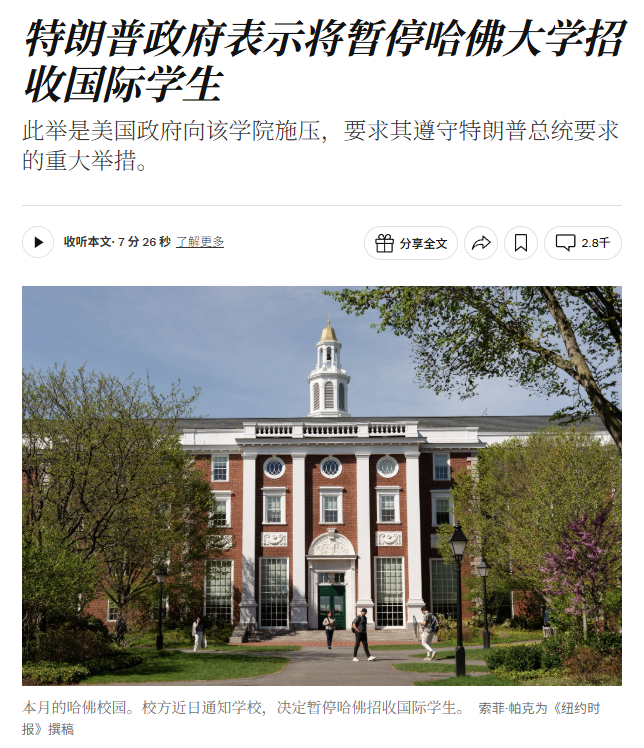 特朗普政府表示将暂停哈佛大学招
收国际学生
此举是美国政府向该学院施压，要求其遵守特朗普总统要求
的重大举措。
收听本文· 7 分 26 秒 了解更多
分享全文
2.8千
本月的哈佛校园。校方近日通知学校，决定暂停哈佛招收国际学生。 索菲·帕克为《纽约时
报》撰稿